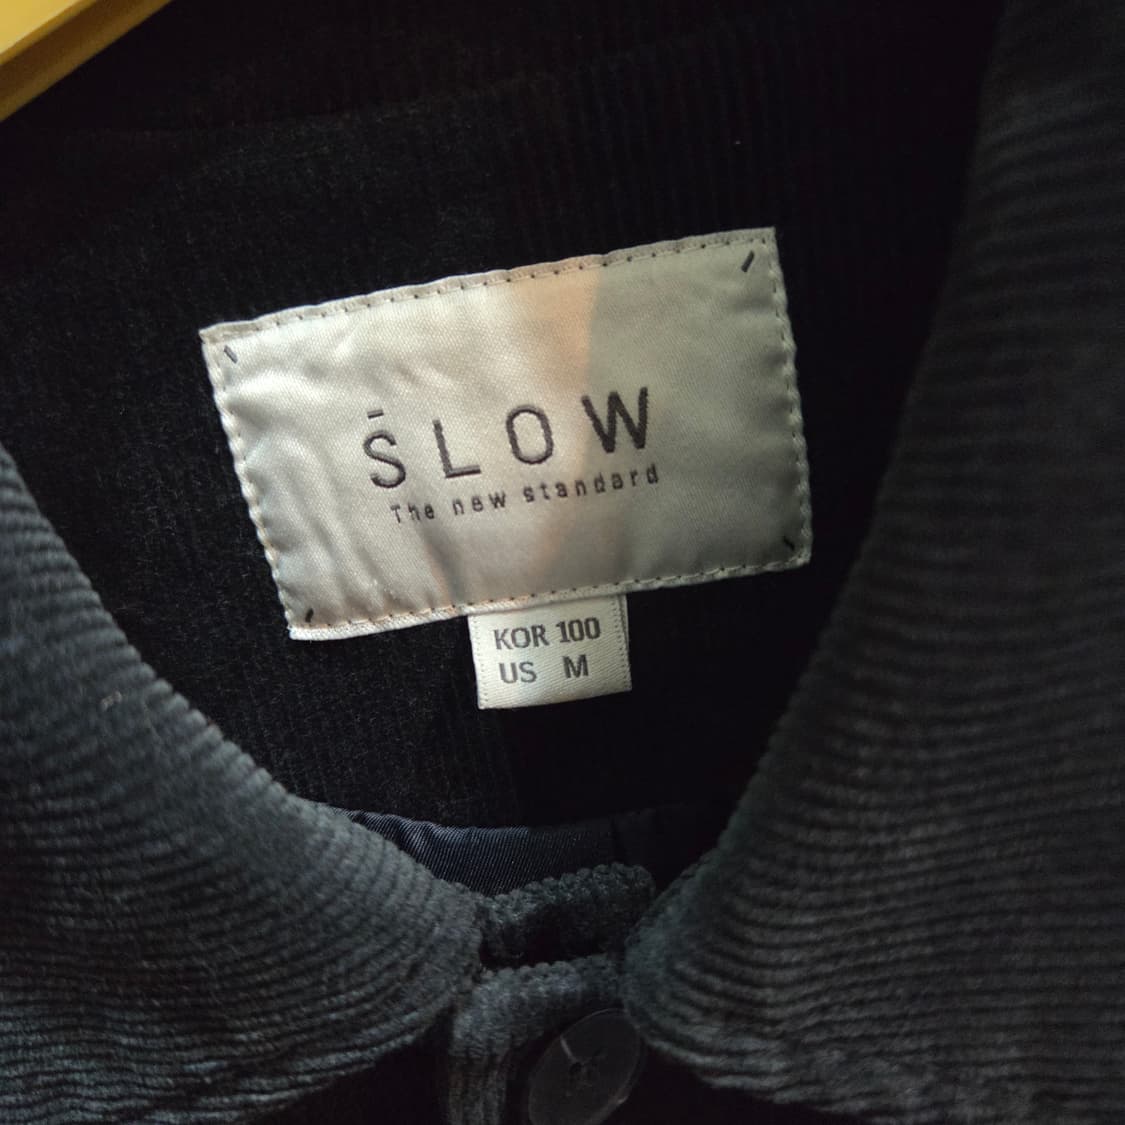 S̄LOW
The new standard
KOR 100
US M